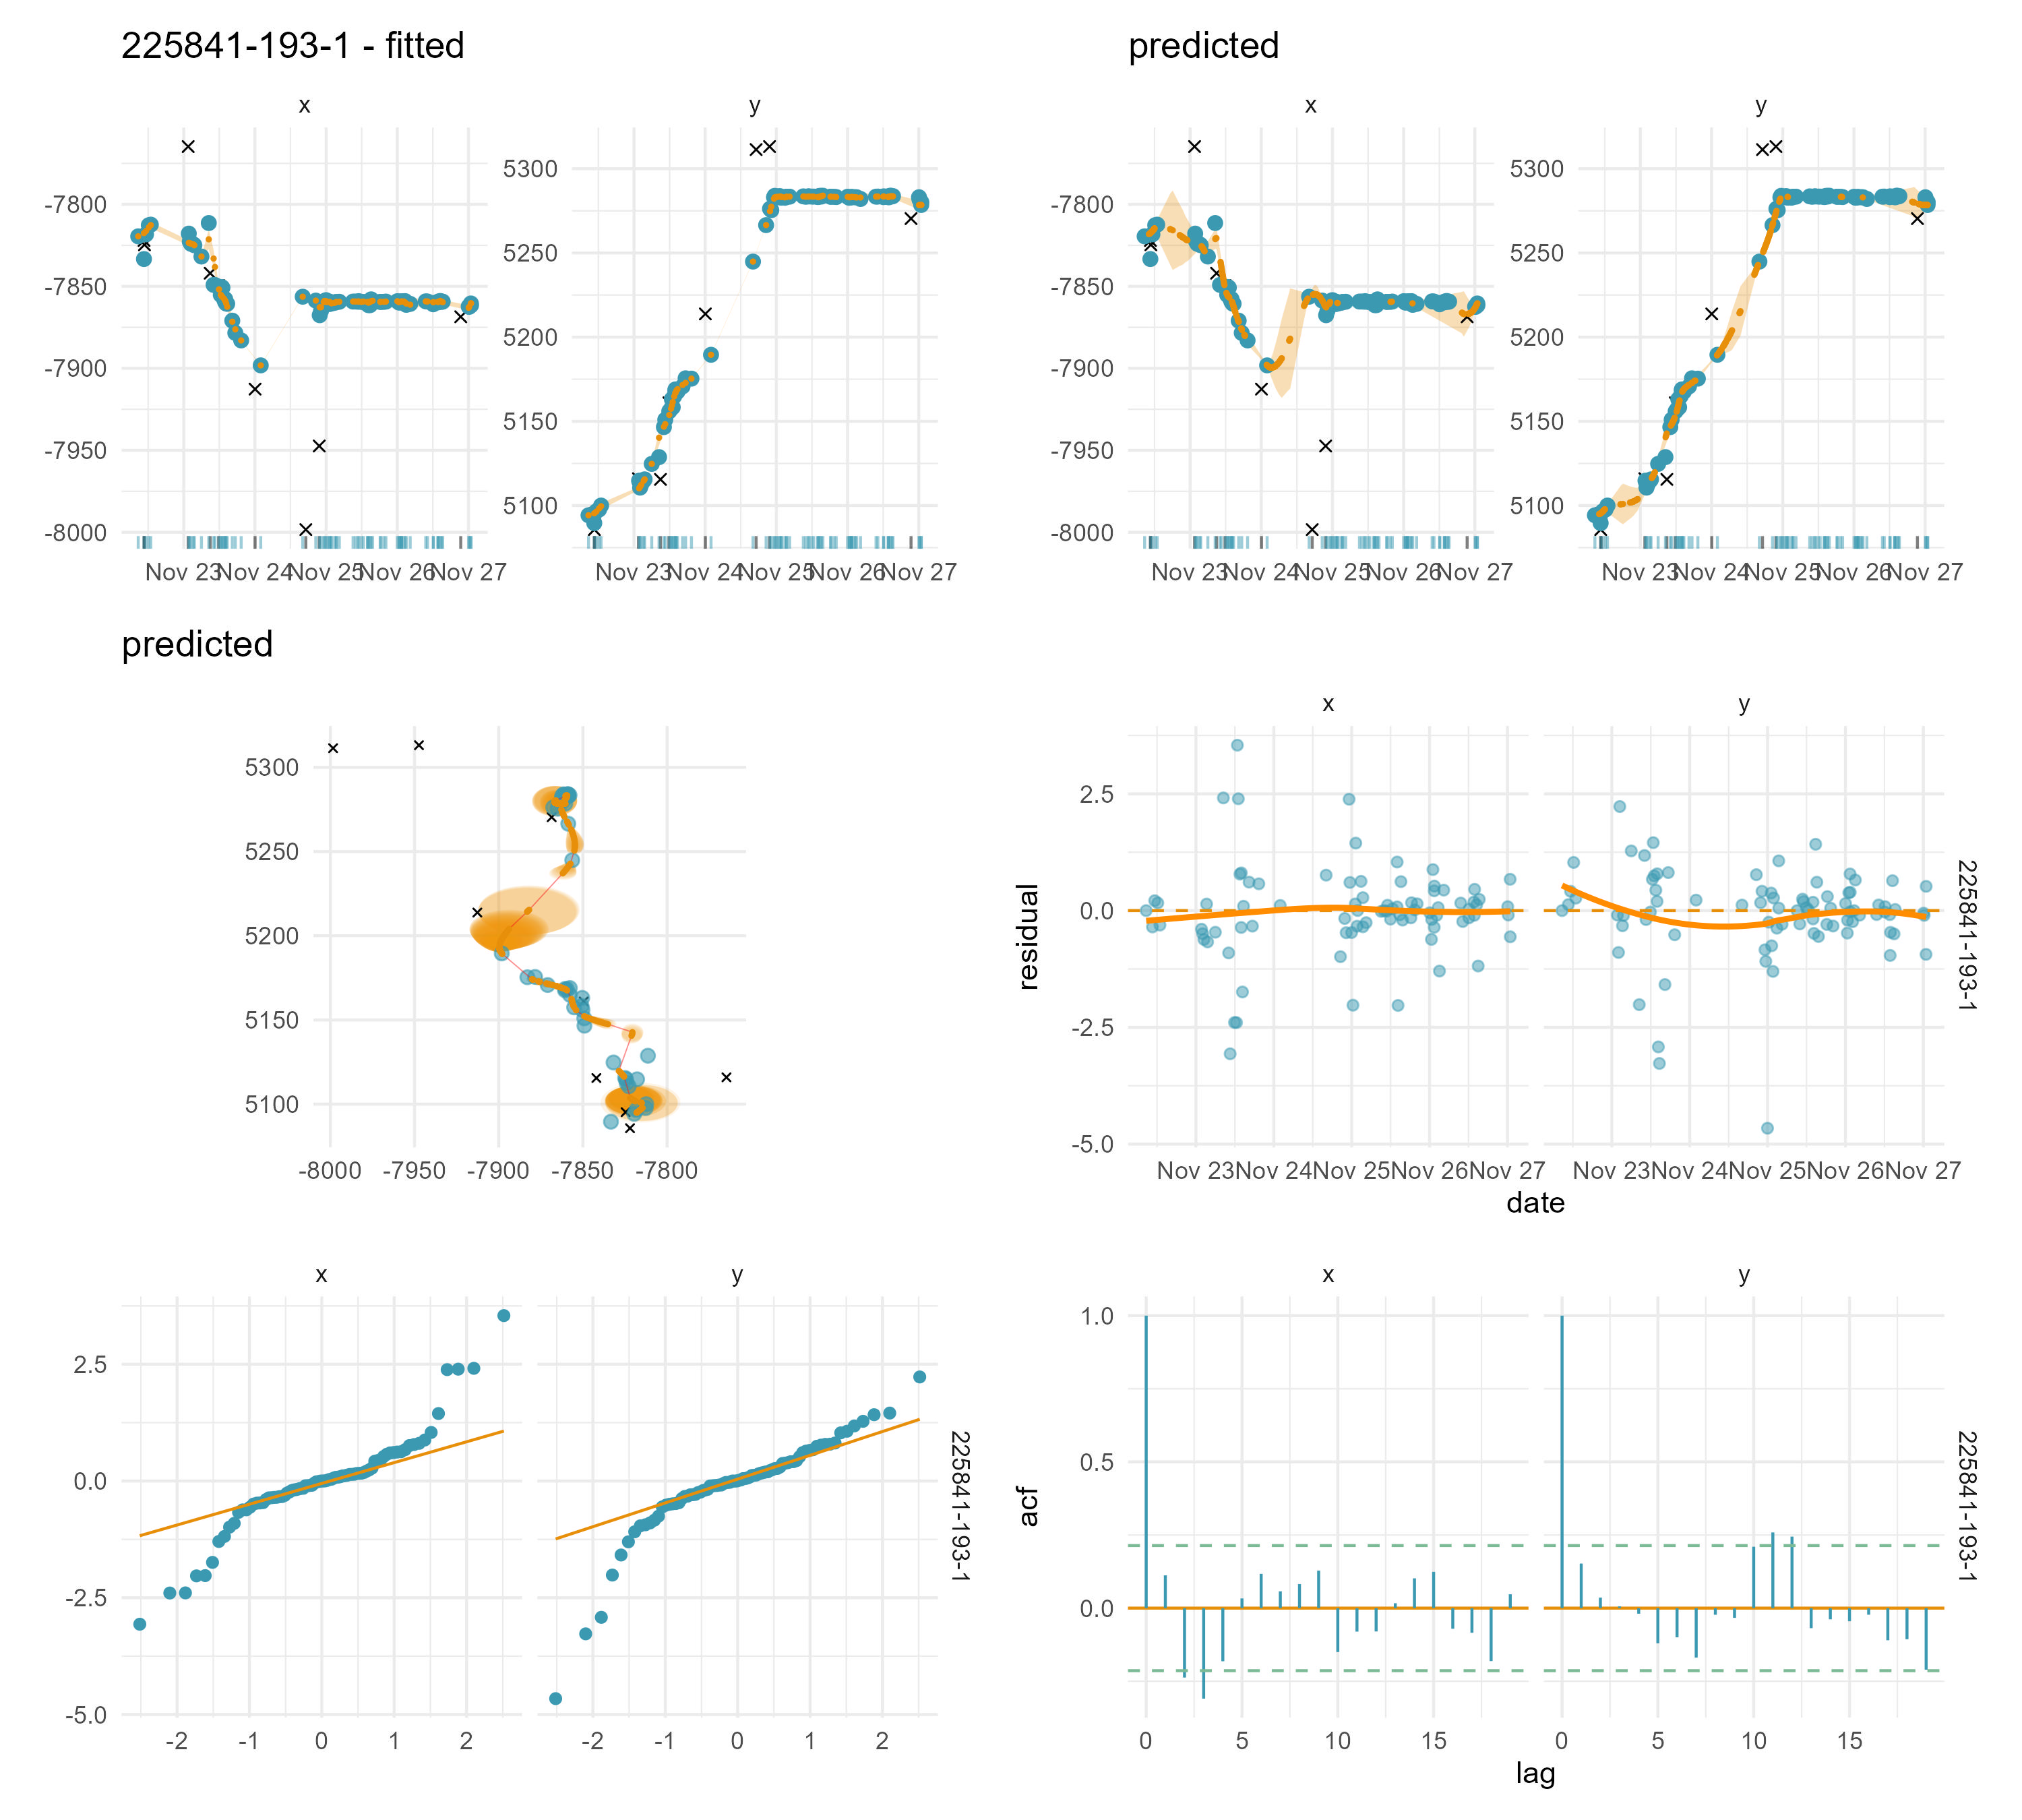 225841-193-1 - fitted
x
y
-7800
-7850
-7900
-7950
-8000
5300
5250
5200
5150
5100
Nov 23 Nov 24 Nov 25 Nov 26 Nov 27
Nov 23 Nov 24 Nov 25 Nov 26 Nov 27
predicted
x
y
-7800
-7850
-7900
-7950
-8000
5300
5250
5200
5150
5100
Nov 23 Nov 24 Nov 25 Nov 26 Nov 27
Nov 23 Nov 24 Nov 25 Nov 26 Nov 27
predicted
5300
5250
5200
5150
5100
-8000 -7950 -7900 -7850 -7800
x
y
residual
2.5
0.0
-2.5
-5.0
Nov 23 Nov 24 Nov 25 Nov 26 Nov 27
Nov 23 Nov 24 Nov 25 Nov 26 Nov 27
date
225841-193-1
x
y
2.5
0.0
-2.5
-5.0
-2 -1 0 1 2
-2 -1 0 1 2
225841-193-1
x
y
acf
1.0
0.5
0.0
0 5 10 15
0 5 10 15
lag
225841-193-1